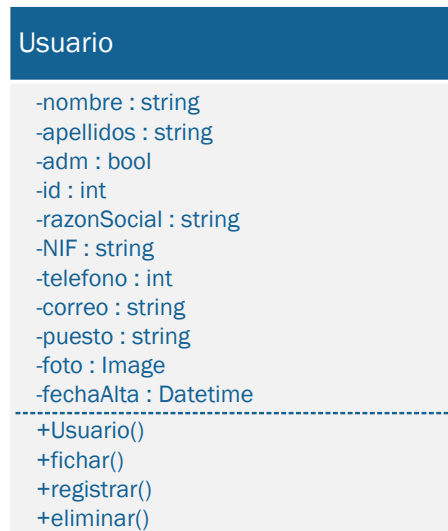 Usuario
-nombre : string
-apellidos : string
-adm : bool
-id : int
-razonSocial : string
-NIF : string
-telefono : int
-correo : string
-puesto : string
-foto : Image
-fechaAlta : Datetime
+Usuario()
+fichar()
+registrar()
+eliminar()